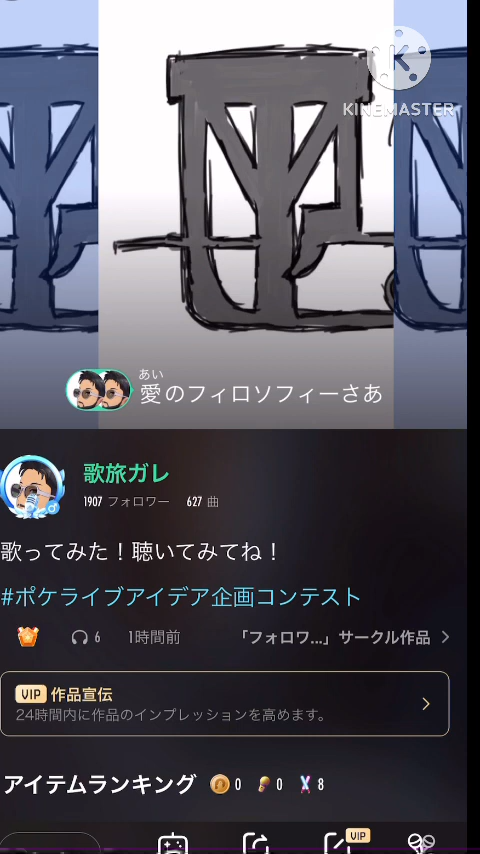 KINEMASTER
あい
愛のフィロソフィーさあ
歌旅ガレ
1907 フォロワー 627 曲
歌ってみた！聴いてみてね！
#ポケライブアイデア企画コンテスト
6 1時間前 「フォロワ...」サークル作品
VIP 作品宣伝
24時間内に作品のインプレッションを高めます。
アイテムランキング 0 0 8
VIP